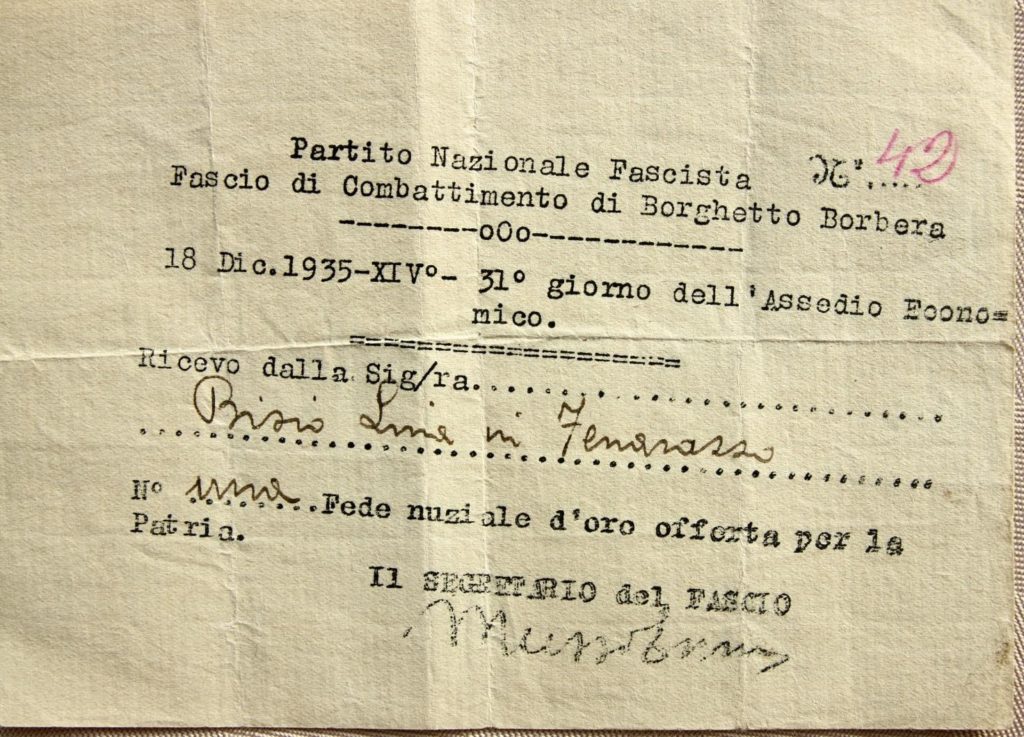 Partito Nazionale Fascista N°..... 42
Fascio di Combattimento di Borghetto Borbera
--------oOo------------
18 Dic.1935-XIV°- 31° giorno dell'Assedio Econo=
mico.
===================
Ricevo dalla Sig/ra..............................
Bisio Lina in Fenarasso
N° una Fede nuziale d'oro offerta per la
Patria.
Il SEGRETARIO del FASCIO